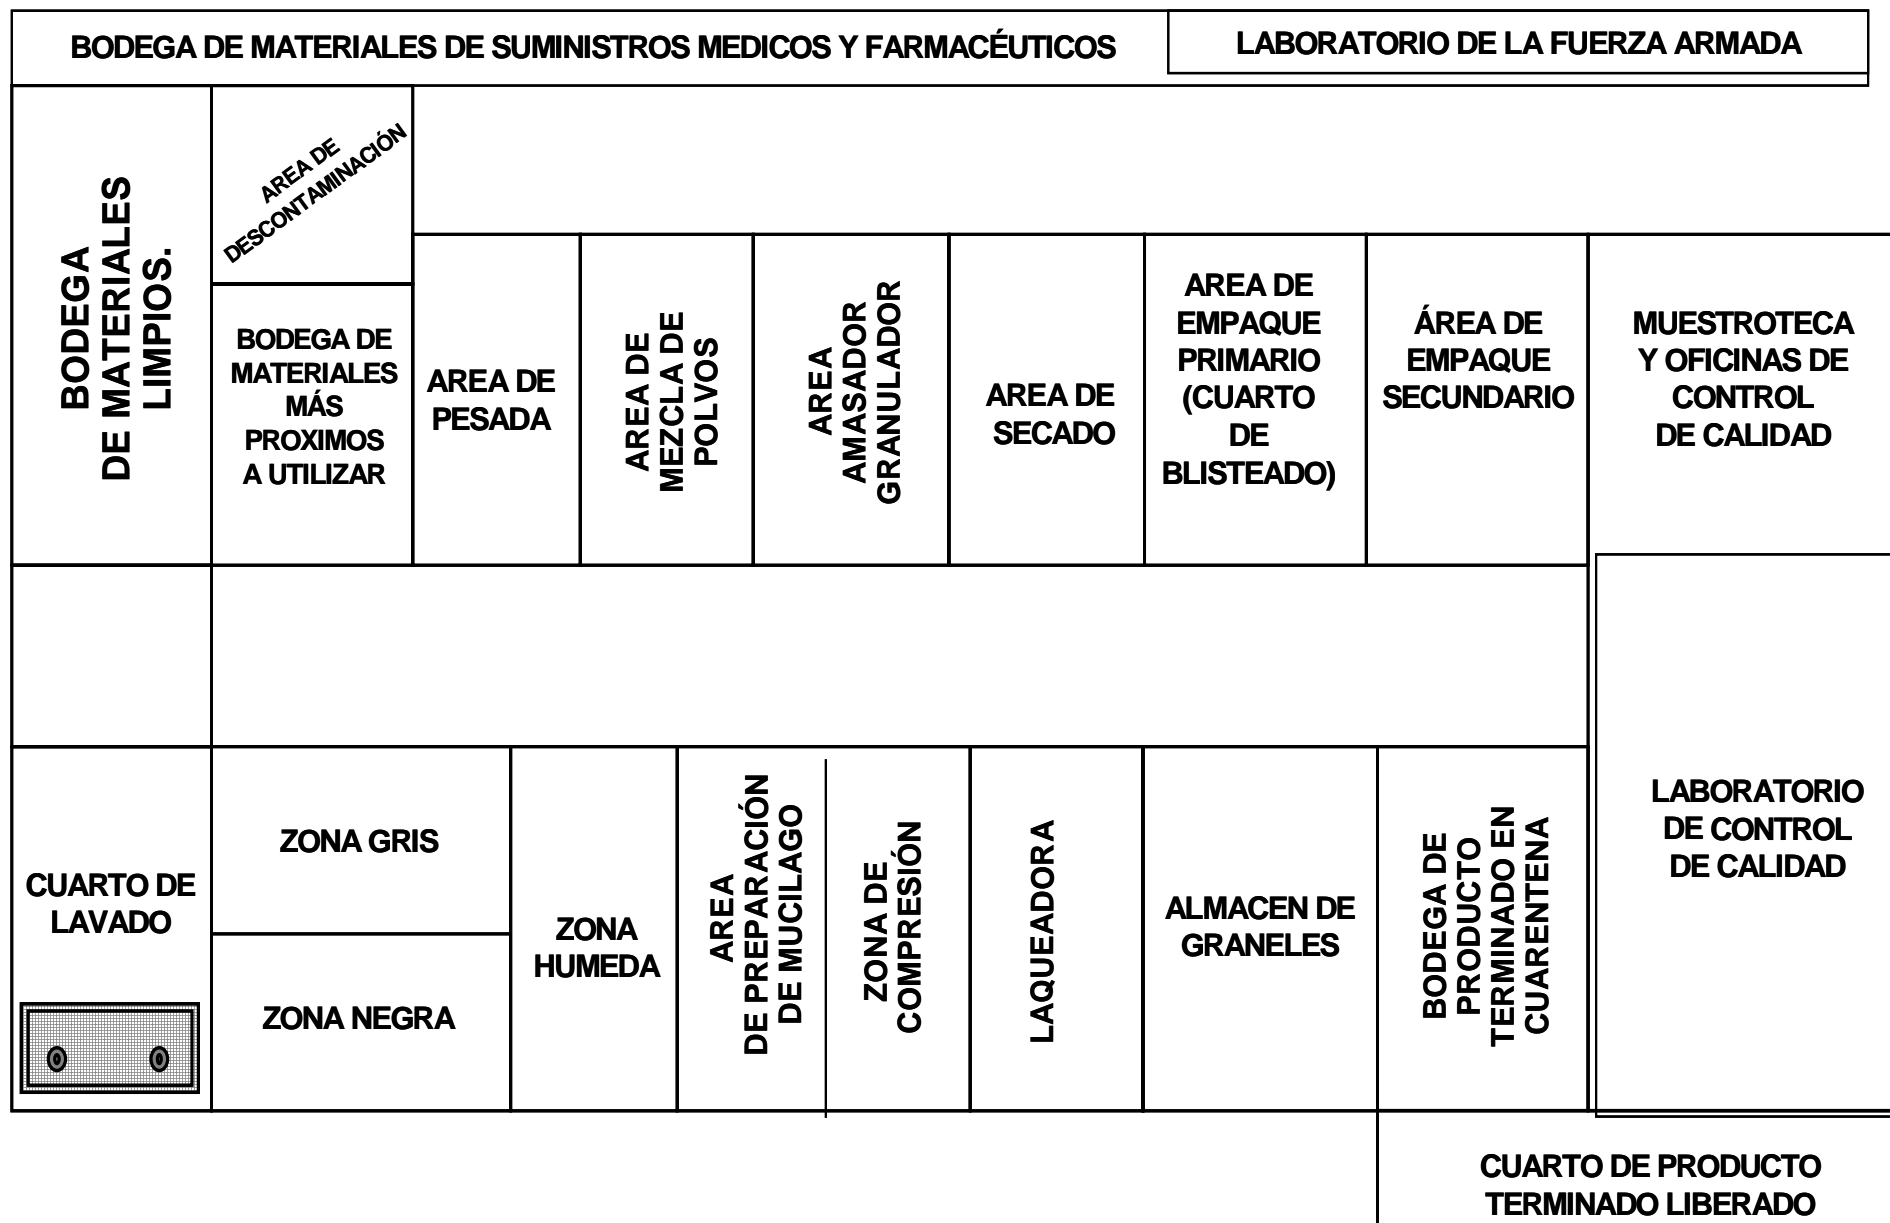 BODEGA DE MATERIALES DE SUMINISTROS MEDICOS Y FARMACÉUTICOS
LABORATORIO DE LA FUERZA ARMADA
BODEGA
DE MATERIALES
LIMPIOS.
AREA DE
DESCONTAMINACIÓN
BODEGA DE
MATERIALES
MÁS
PROXIMOS
A UTILIZAR
AREA DE
PESADA
AREA DE
MEZCLA DE
POLVOS
AREA
AMASADOR
GRANULADOR
AREA DE
SECADO
AREA DE
EMPAQUE
PRIMARIO
(CUARTO
DE
BLISTEADO)
ÁREA DE
EMPAQUE
SECUNDARIO
MUESTROTECA
Y OFICINAS DE
CONTROL
DE CALIDAD
CUARTO DE
LAVADO
ZONA GRIS
ZONA NEGRA
ZONA
HUMEDA
AREA
DE PREPARACIÓN
DE MUCILAGO
ZONA DE
COMPRESIÓN
LAQUEADORA
ALMACEN DE
GRANELES
BODEGA DE
PRODUCTO
TERMINADO EN
CUARENTENA
LABORATORIO
DE CONTROL
DE CALIDAD
CUARTO DE PRODUCTO
TERMINADO LIBERADO